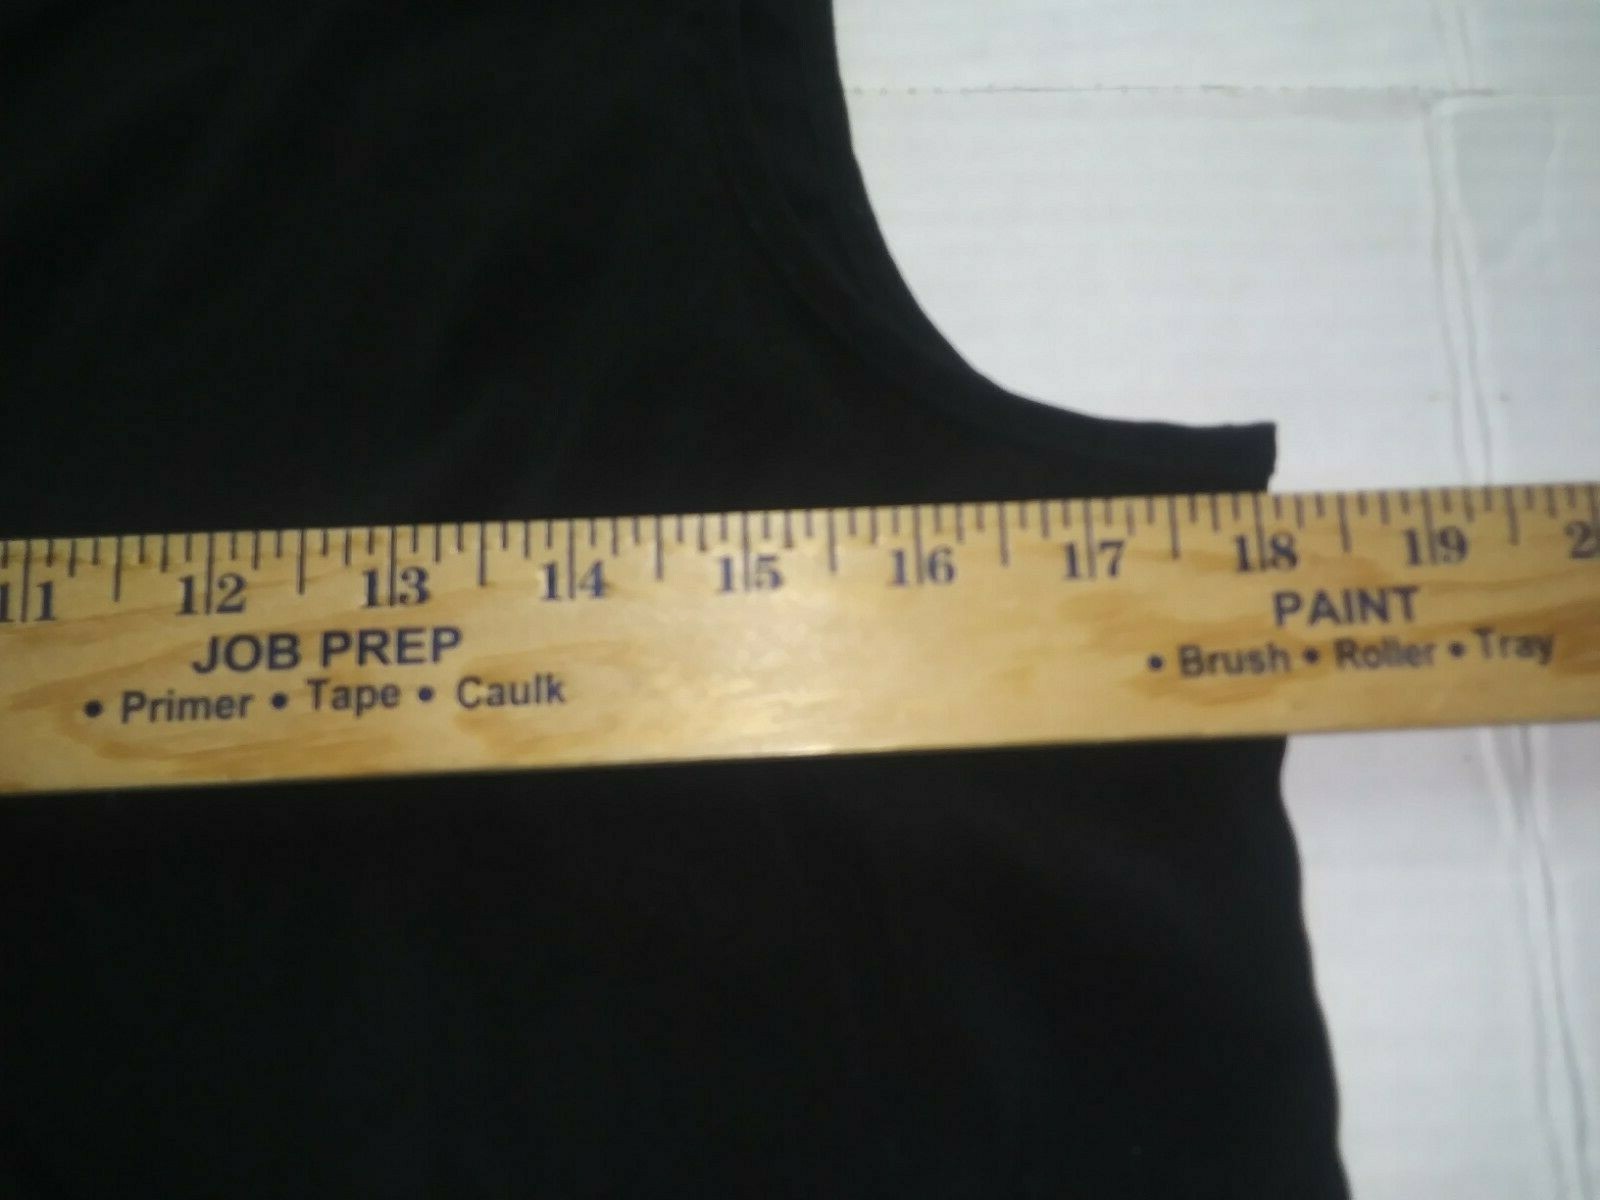 11 12 13 14 15 16 17 18 19
JOB PREP
• Primer • Tape • Caulk
PAINT
• Brush • Roller • Tray